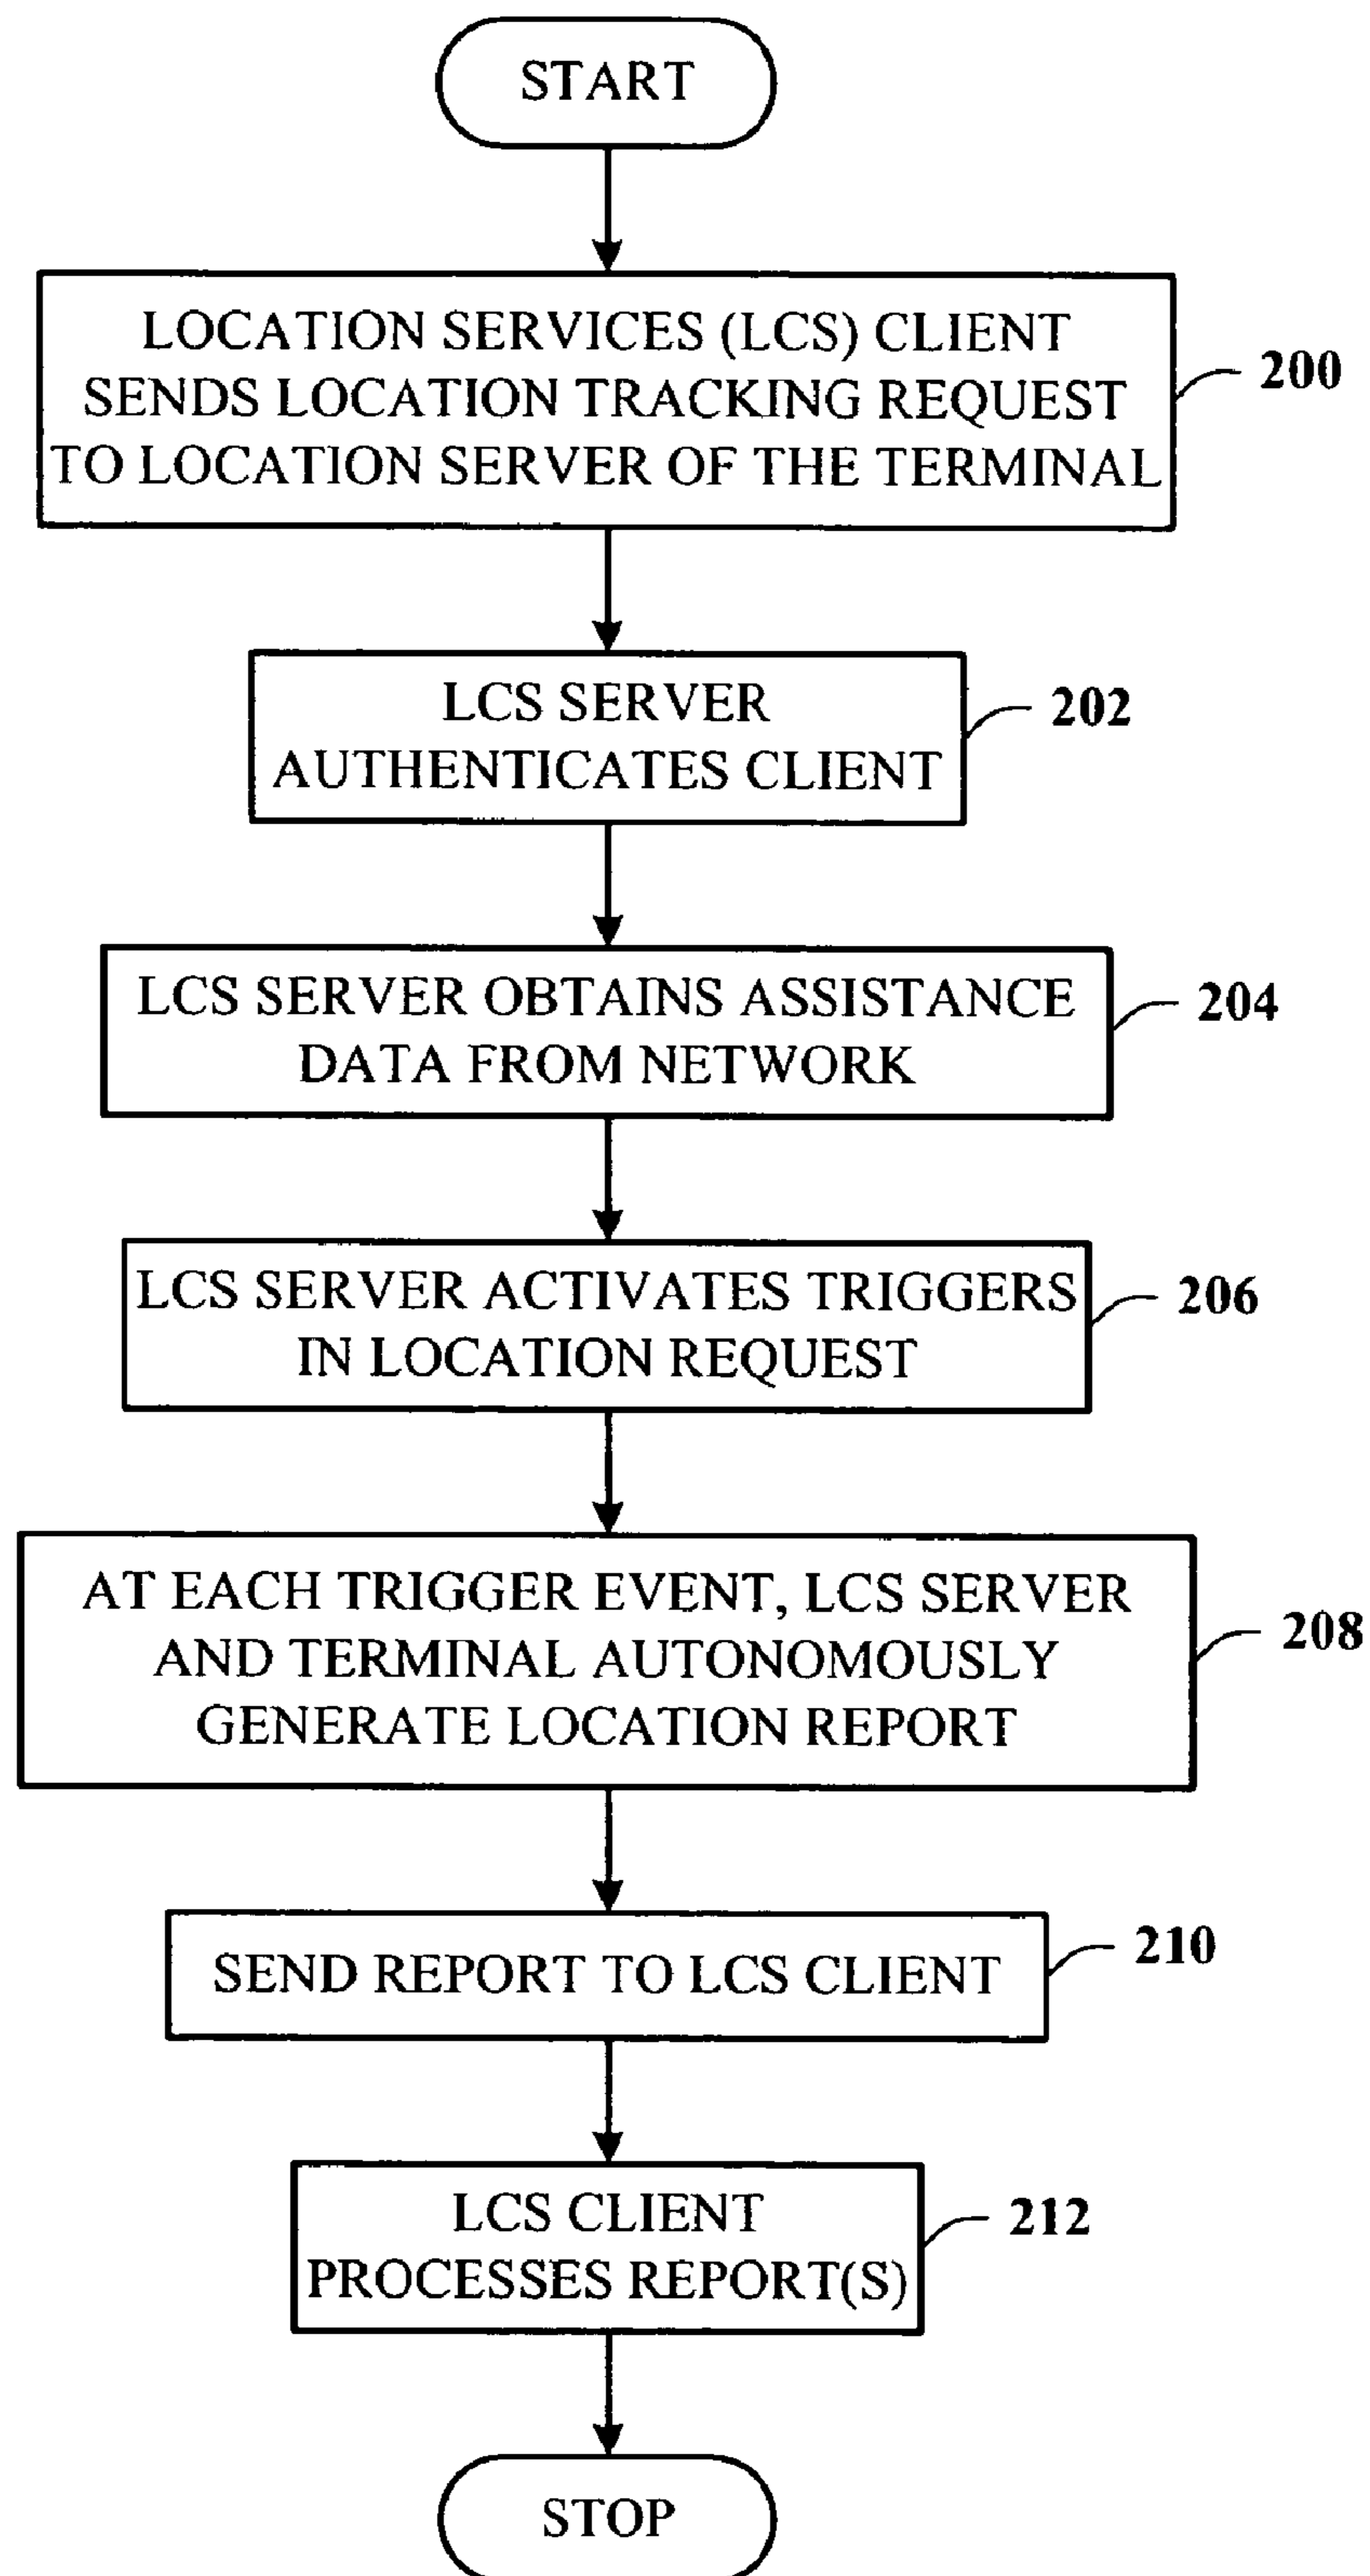 START
LOCATION SERVICES (LCS) CLIENT
SENDS LOCATION TRACKING REQUEST
TO LOCATION SERVER OF THE TERMINAL
200
LCS SERVER
AUTHENTICATES CLIENT
202
LCS SERVER OBTAINS ASSISTANCE
DATA FROM NETWORK
204
LCS SERVER ACTIVATES TRIGGERS
IN LOCATION REQUEST
206
AT EACH TRIGGER EVENT, LCS SERVER
AND TERMINAL AUTONOMOUSLY
GENERATE LOCATION REPORT
208
SEND REPORT TO LCS CLIENT
210
LCS CLIENT
PROCESSES REPORT(S)
212
STOP